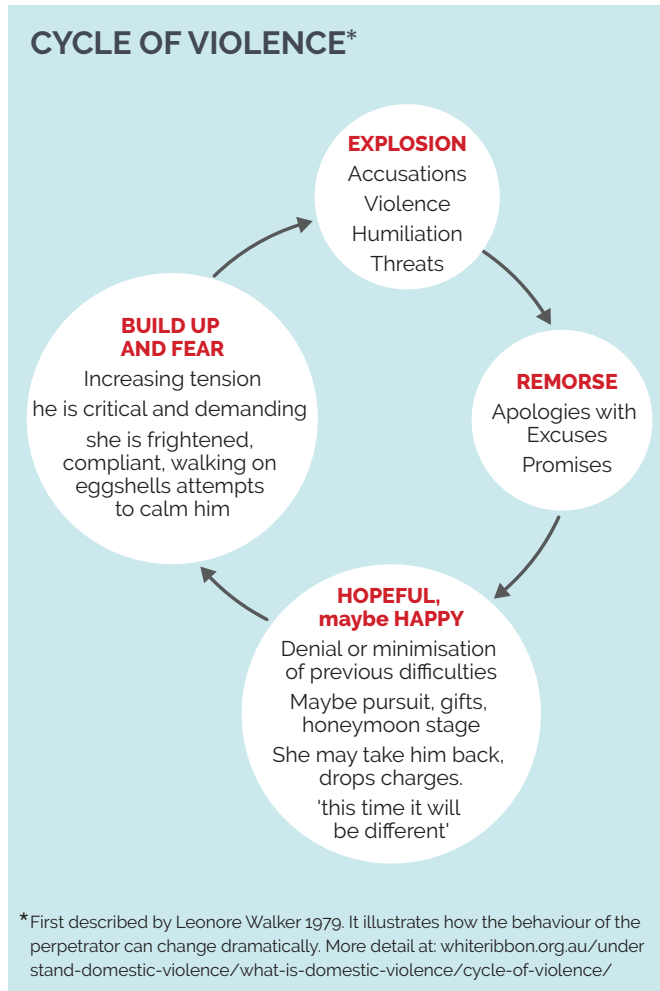 CYCLE OF VIOLENCE*
EXPLOSION
Accusations
Violence
Humiliation
Threats
REMORSE
Apologies with
Excuses
Promises
HOPEFUL,
maybe HAPPY
Denial or minimisation
of previous difficulties
Maybe pursuit, gifts,
honeymoon stage
She may take him back,
drops charges.
'this time it will
be different'
BUILD UP
AND FEAR
Increasing tension
he is critical and demanding
she is frightened,
compliant, walking on
eggshells attempts
to calm him
*First described by Leonore Walker 1979. It illustrates how the behaviour of the
perpetrator can change dramatically. More detail at: whiteribbon.org.au/under
stand-domestic-violence/what-is-domestic-violence/cycle-of-violence/